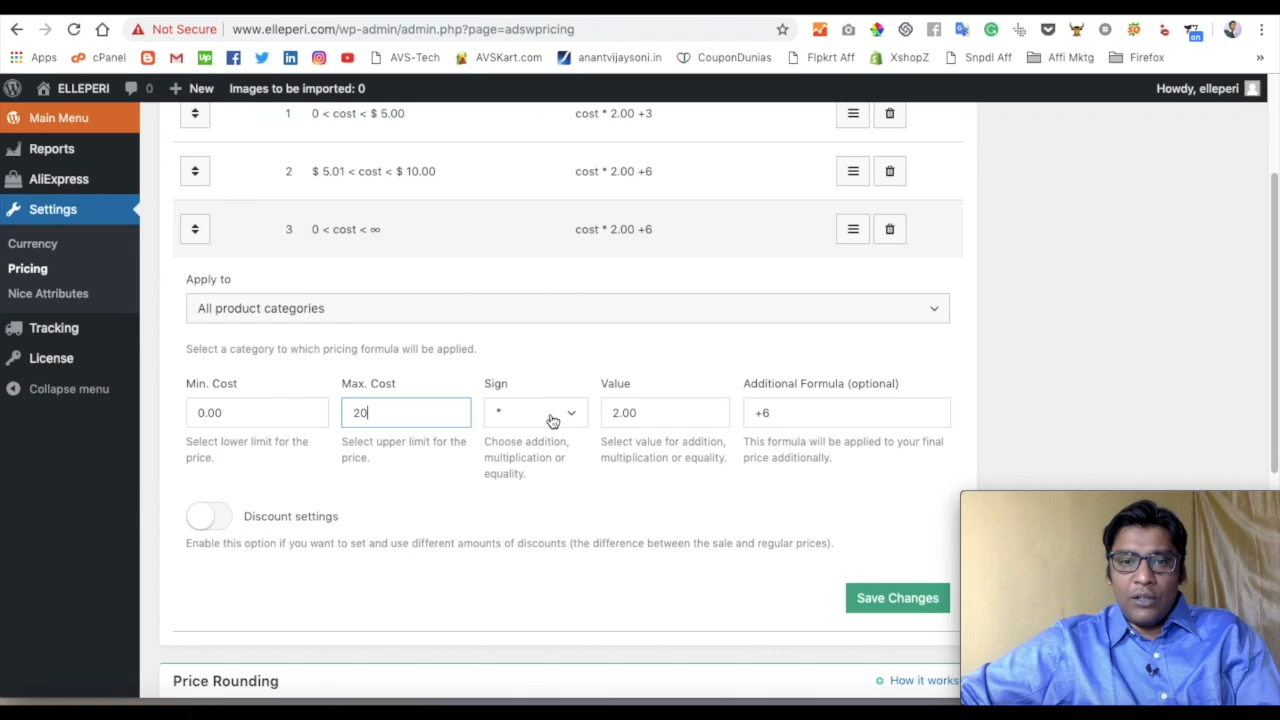 Not Secure www.elleperi.com/wp-admin/admin.php?page=adswpricing
on
Apps cPanel AVS-Tech AVSKart.com anantvijaysoni.in CouponDunias Flpkrt Aff XshopZ Snpdl Aff Affi Mktg Firefox »
ELLEPERI 0 + New Images to be imported: 0 Howdy, elleperi
Main Menu
Reports
AliExpress
Settings
Currency
Pricing
Nice Attributes
Tracking
License
Collapse menu
1 0 < cost < $ 5.00 cost * 2.00 +3
2 $ 5.01 < cost < $ 10.00 cost * 2.00 +6
3 0 < cost < ∞ cost * 2.00 +6
Apply to
All product categories
Select a category to which pricing formula will be applied.
Min. Cost Max. Cost Sign Value Additional Formula (optional)
0.00 20 * 2.00 +6
Select lower limit for the price. Select upper limit for the price. Choose addition, multiplication or equality. Select value for addition, multiplication or equality. This formula will be applied to your final price additionally.
Discount settings
Enable this option if you want to set and use different amounts of discounts (the difference between the sale and regular prices).
Save Changes
Price Rounding How it works